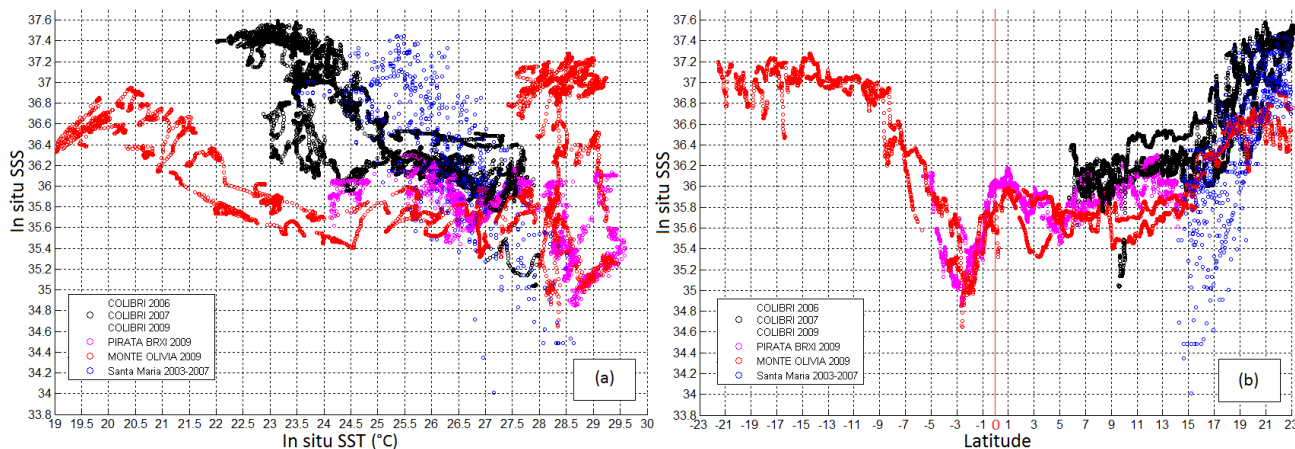 37.6
37.4
37.2
37
36.8
36.6
36.4
36.2
36
35.8
35.6
35.4
35.2
35
34.8
34.6
34.4
34.2
34
33.8
In situ SSS
COLIBRI 2006
COLIBRI 2007
COLIBRI 2009
PIRATA BRXI 2009
MONTE OLIVIA 2009
Santa Maria 2003-2007
(a)
19 19.5 20 20.5 21 21.5 22 22.5 23 23.5 24 24.5 25 25.5 26 26.5 27 27.5 28 28.5 29 29.5 30
In situ SST (°C)
37.6
37.4
37.2
37
36.8
36.6
36.4
36.2
36
35.8
35.6
35.4
35.2
35
34.8
34.6
34.4
34.2
34
33.8
In situ SSS
COLIBRI 2006
COLIBRI 2007
COLIBRI 2009
PIRATA BRXI 2009
MONTE OLIVIA 2009
Santa Maria 2003-2007
(b)
-23 -21 -19 -17 -15 -13 -11 -9 -7 -5 -3 -1 0 1 3 5 7 9 11 13 15 17 19 21 23
Latitude